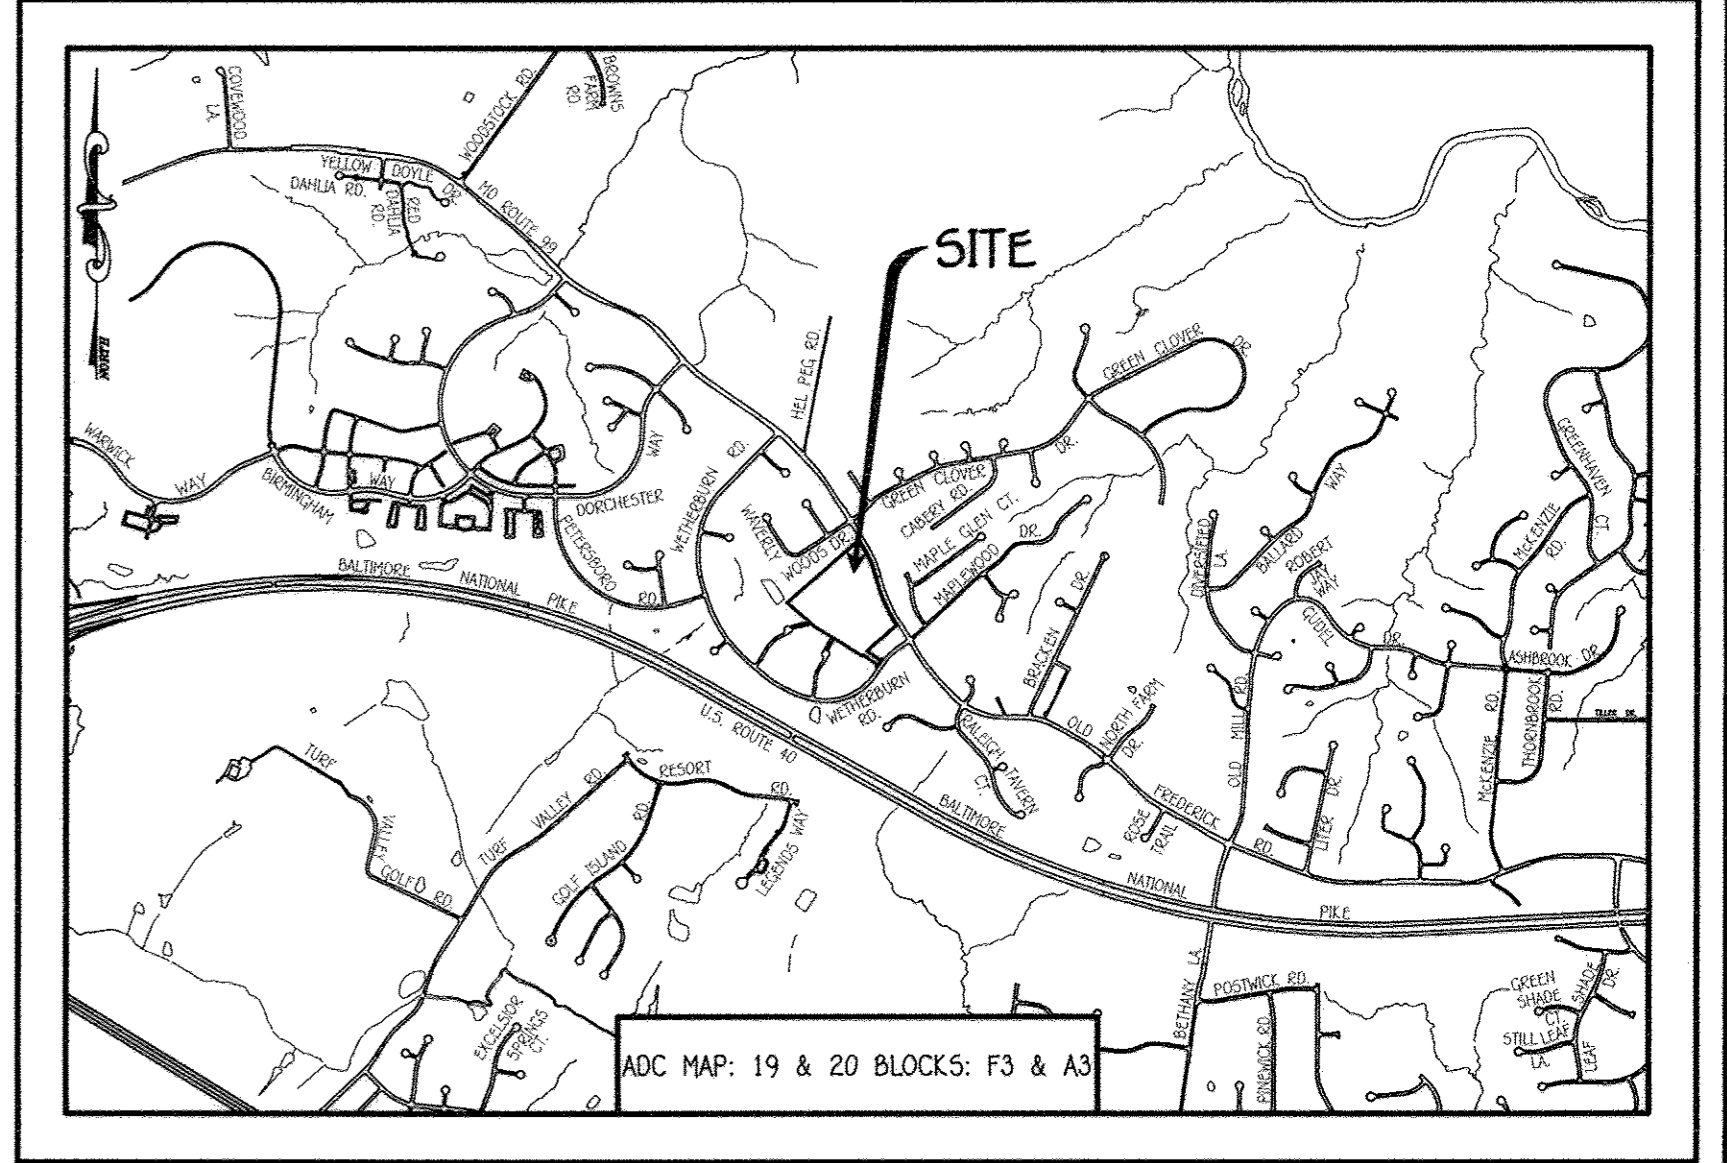 COVEWOOD
LA.
WOODSTOCK RD.
BROWNS
FARM
RD.
YELLOW
DAHLIA RD.
DOYLE DR.
RED
DAHLIA
RD.
MD ROUTE 99
NORTH
SITE
HEL PEG RD.
GREEN CLOVER DR.
WARWICK WAY
BIRMINGHAM WAY
DORCHESTER WAY
PETERSBORO RD.
WETHERBURN RD.
WAVERLY
WOODS DR.
GREEN CLOVER DR.
CABERY RD.
MAPLE GLEN CT.
MAPLEWOOD DR.
BRACKEN DR.
DIVERSIFIED
LA.
BALLARD WAY
ROBERT
JAY
WAY
GUDEL DR.
GREENHAVEN CT.
McKENZIE
RD.
ASHBROOK DR.
THORNBROOK
RD.
McKENZIE RD.
BALTIMORE NATIONAL PIKE
U.S. ROUTE 40
WETHERBURN
RD.
RALEIGH TAVERN
CT.
OLD FREDERICK RD.
NORTH FARM
DR.
ROSE
TRAIL
OLD MILL RD.
LITER DR.
TURF VALLEY GOLF RD.
TURF VALLEY RD.
RESORT RD.
GOLF ISLAND RD.
LEGENDS WAY
BALTIMORE NATIONAL PIKE
BETHANY LA.
POSTWICK RD.
PINEWICK RD.
GREEN
SHADE
CT.
STILL LEAF
LA.
LEAF SHADE DR.
EXCELSIOR
SPRINGS
CT.
ADC MAP: 19 & 20 BLOCKS: F3 & A3